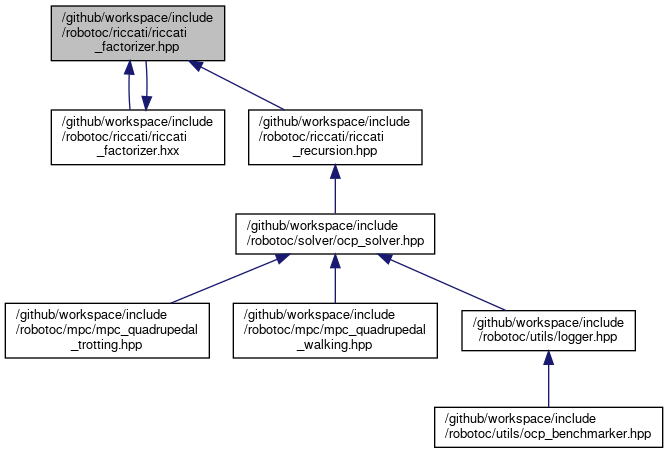 /github/workspace/include
/robotoc/riccati/riccati
_factorizer.hpp
/github/workspace/include
/robotoc/riccati/riccati
_factorizer.hxx
/github/workspace/include
/robotoc/riccati/riccati
_recursion.hpp
/github/workspace/include
/robotoc/solver/ocp_solver.hpp
/github/workspace/include
/robotoc/mpc/mpc_quadrupedal
_trotting.hpp
/github/workspace/include
/robotoc/mpc/mpc_quadrupedal
_walking.hpp
/github/workspace/include
/robotoc/utils/logger.hpp
/github/workspace/include
/robotoc/utils/ocp_benchmarker.hpp